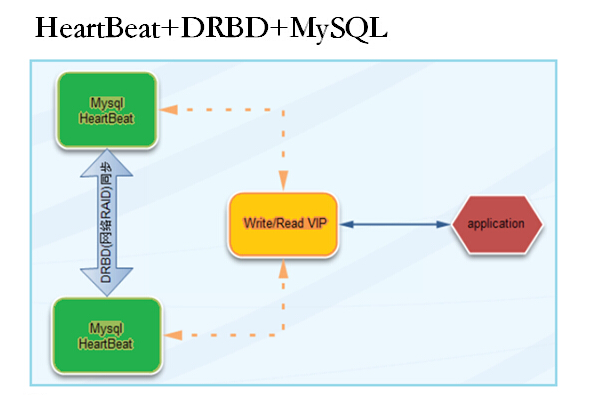 HeartBeat+DRBD+MySQL
Mysql
HeartBeat
DRBD(网络RAID)同步
Write/Read VIP
application
Mysql
HeartBeat